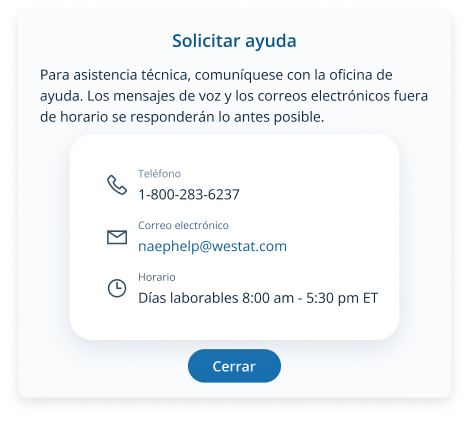 Solicitar ayuda
Para asistencia técnica, comuníquese con la oficina de
ayuda. Los mensajes de voz y los correos electrónicos fuera
de horario se responderán lo antes posible.
Teléfono
1-800-283-6237
Correo electrónico
naephelp@westat.com
Horario
Días laborables 8:00 am - 5:30 pm ET
Cerrar